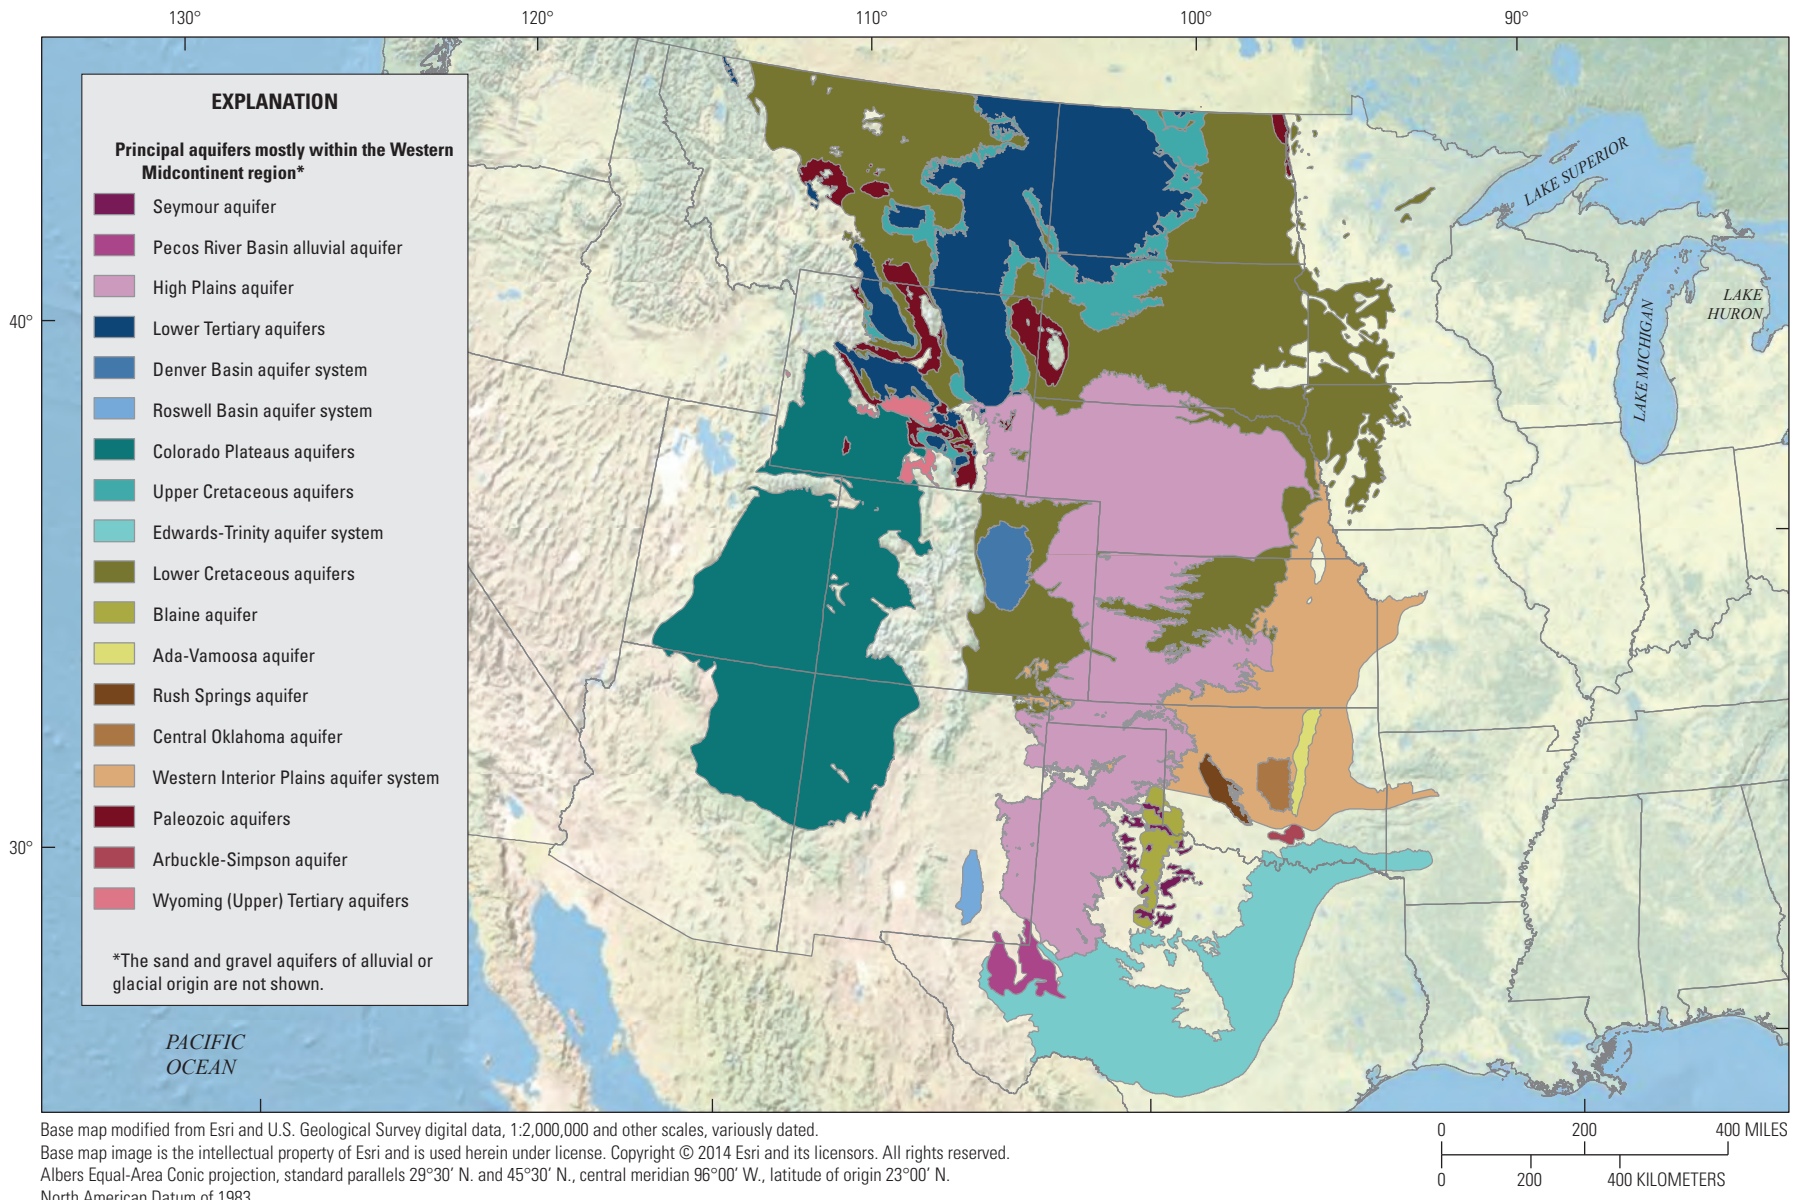 130°
120°
110°
100°
90°
EXPLANATION
Principal aquifers mostly within the Western
Midcontinent region*
Seymour aquifer
Pecos River Basin alluvial aquifer
High Plains aquifer
Lower Tertiary aquifers
Denver Basin aquifer system
Roswell Basin aquifer system
Colorado Plateaus aquifers
Upper Cretaceous aquifers
Edwards-Trinity aquifer system
Lower Cretaceous aquifers
Blaine aquifer
Ada-Vamoosa aquifer
Rush Springs aquifer
Central Oklahoma aquifer
Western Interior Plains aquifer system
Paleozoic aquifers
Arbuckle-Simpson aquifer
Wyoming (Upper) Tertiary aquifers
*The sand and gravel aquifers of alluvial or
glacial origin are not shown.
40°
30°
LAKE SUPERIOR
LAKE MICHIGAN
LAKE
HURON
PACIFIC
OCEAN
Base map modified from Esri and U.S. Geological Survey digital data, 1:2,000,000 and other scales, variously dated.
Base map image is the intellectual property of Esri and is used herein under license. Copyright © 2014 Esri and its licensors. All rights reserved.
Albers Equal-Area Conic projection, standard parallels 29°30′ N. and 45°30′ N., central meridian 96°00′ W., latitude of origin 23°00′ N.
North American Datum of 1983
0 200 400 MILES
0 200 400 KILOMETERS